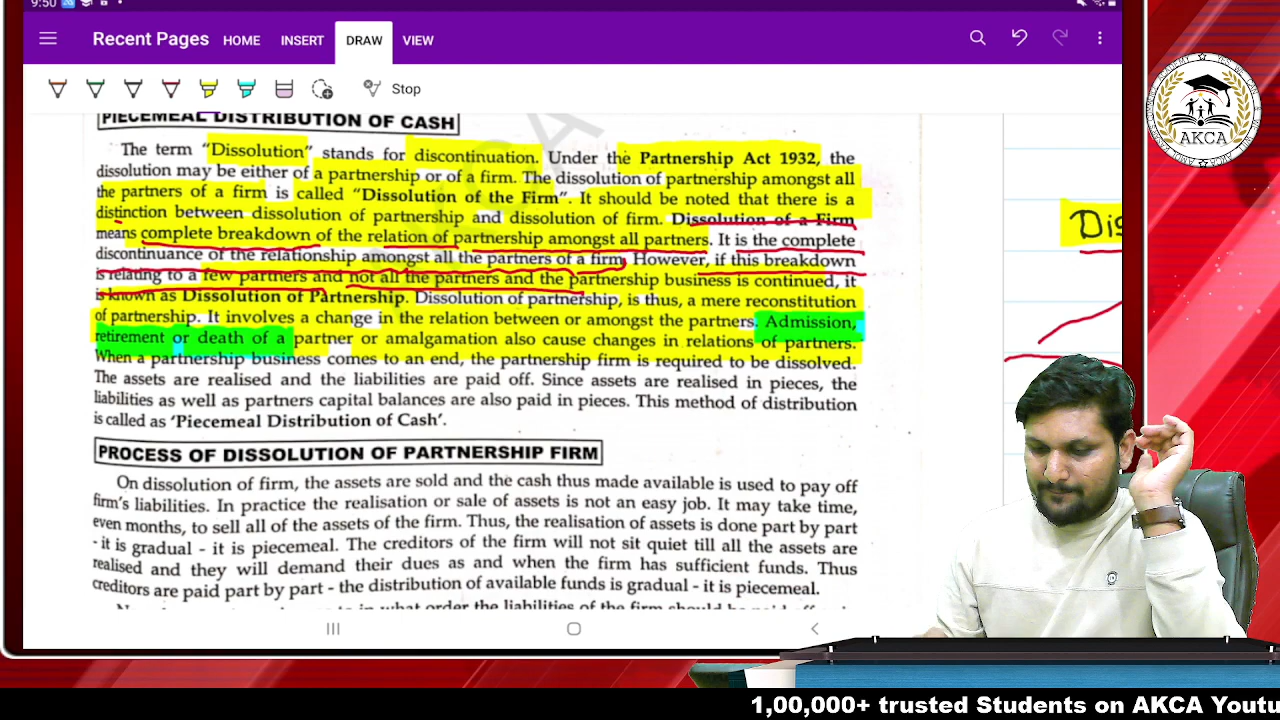 9:50
Recent Pages HOME INSERT DRAW VIEW
Stop
PIECEMEAL DISTRIBUTION OF CASH
The term "Dissolution" stands for discontinuation. Under the Partnership Act 1932, the
dissolution may be either of a partnership or of a firm. The dissolution of partnership amongst all
the partners of a firm is called "Dissolution of the Firm". It should be noted that there is a
distinction between dissolution of partnership and dissolution of firm. Dissolution of a Firm
means complete breakdown of the relation of partnership amongst all partners. It is the complete
discontinuance of the relationship amongst all the partners of a firm. However, if this breakdown
is relating to a few partners and not all the partners and the partnership business is continued, it
is known as Dissolution of Partnership. Dissolution of partnership, is thus, a mere reconstitution
of partnership. It involves a change in the relation between or amongst the partners. Admission,
retirement or death of a partner or amalgamation also cause changes in relations of partners.
When a partnership business comes to an end, the partnership firm is required to be dissolved.
The assets are realised and the liabilities are paid off. Since assets are realised in pieces, the
liabilities as well as partners capital balances are also paid in pieces. This method of distribution
is called as 'Piecemeal Distribution of Cash'.
PROCESS OF DISSOLUTION OF PARTNERSHIP FIRM
On dissolution of firm, the assets are sold and the cash thus made available is used to pay off
firm's liabilities. In practice the realisation or sale of assets is not an easy job. It may take time,
even months, to sell all of the assets of the firm. Thus, the realisation of assets is done part by part
- it is gradual - it is piecemeal. The creditors of the firm will not sit quiet till all the assets are
realised and they will demand their dues as and when the firm has sufficient funds. Thus
creditors are paid part by part - the distribution of available funds is gradual - it is piecemeal.
in what order the liabilities of the firm should be paid off
Dis
AKCA
1,00,000+ trusted Students on AKCA Youtu